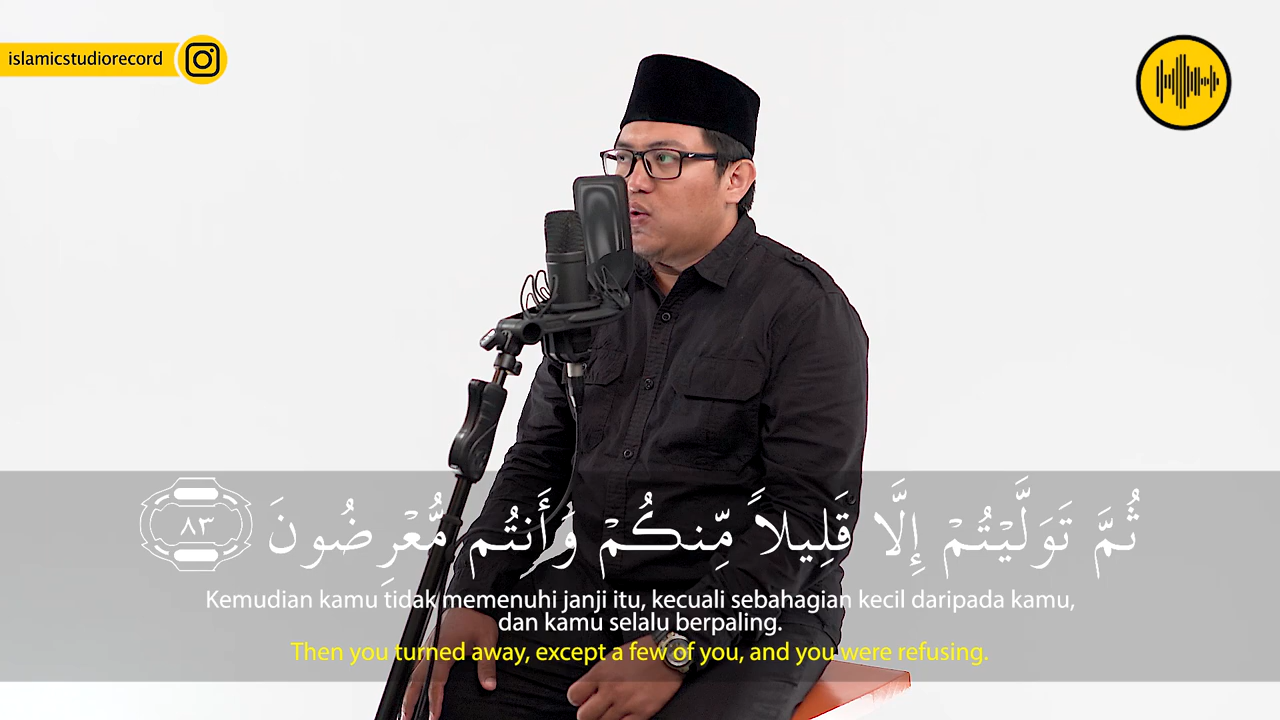 islamicstudiorecord
ثُمَّ تَوَلَّيْتُمْ إِلَّا قَلِيلاً مِّنكُمْ وَأَنتُم مُّعْرِضُونَ ٨٣
Kemudian kamu tidak memenuhi janji itu, kecuali sebahagian kecil daripada kamu,
dan kamu selalu berpaling.
Then you turned away, except a few of you, and you were refusing.